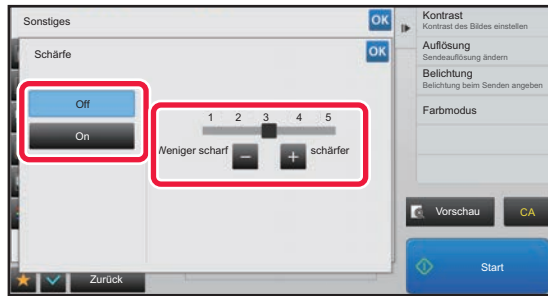 Sonstiges
OK
Schärfe
OK
Off
On
1 2 3 4 5
Weniger scharf
schärfer
Zurück
Kontrast
Kontrast des Bildes einstellen
Auflösung
Sendeauflösung ändern
Belichtung
Belichtung beim Senden angeben
Farbmodus
Vorschau
CA
Start